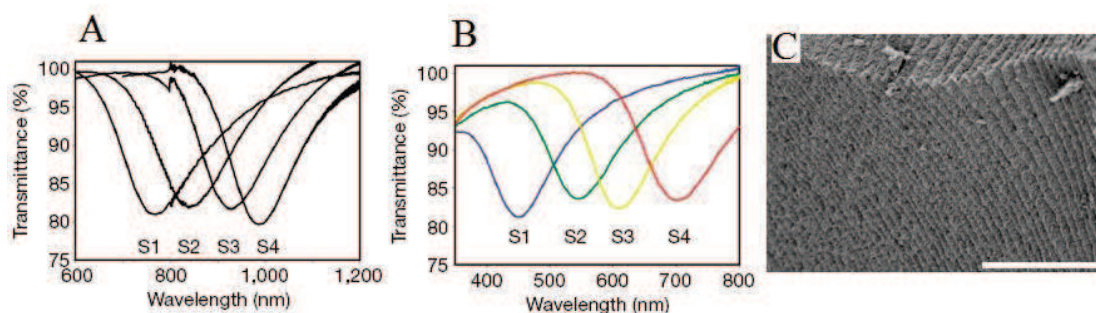 A
Transmittance (%)
100
95
90
85
80
75
S1 S2 S3 S4
600 800 1,000 1,200
Wavelength (nm)
B
Transmittance (%)
100
95
90
85
80
75
S1 S2 S3 S4
400 500 600 700 800
Wavelength (nm)
C